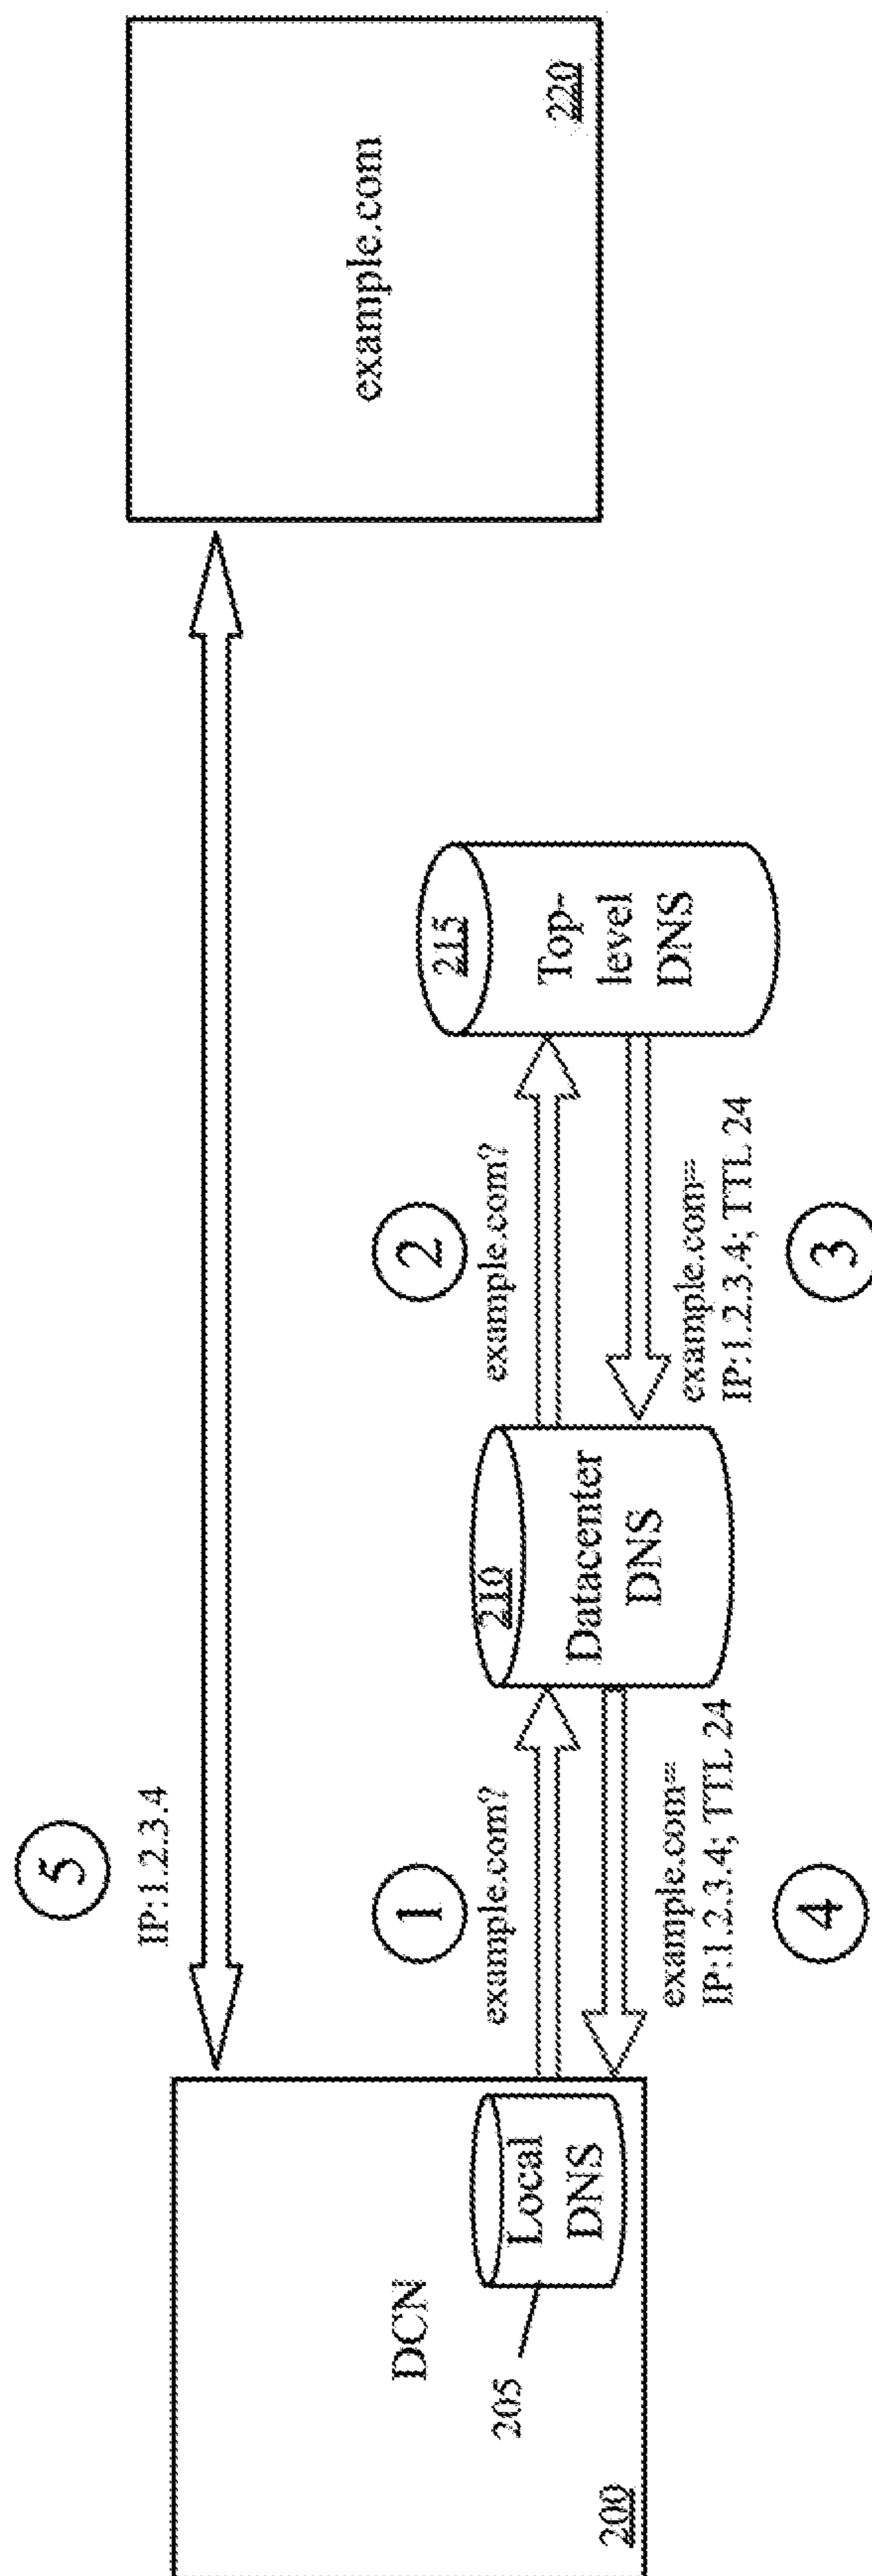 5
IP:1.2.3.4
example.com
220
DCN
205
Local
DNS
200
1
example.com?
example.com=
IP:1.2.3.4; TTL 24
4
210
Datacenter
DNS
2
example.com?
example.com=
IP:1.2.3.4; TTL 24
3
215
Top-
level
DNS